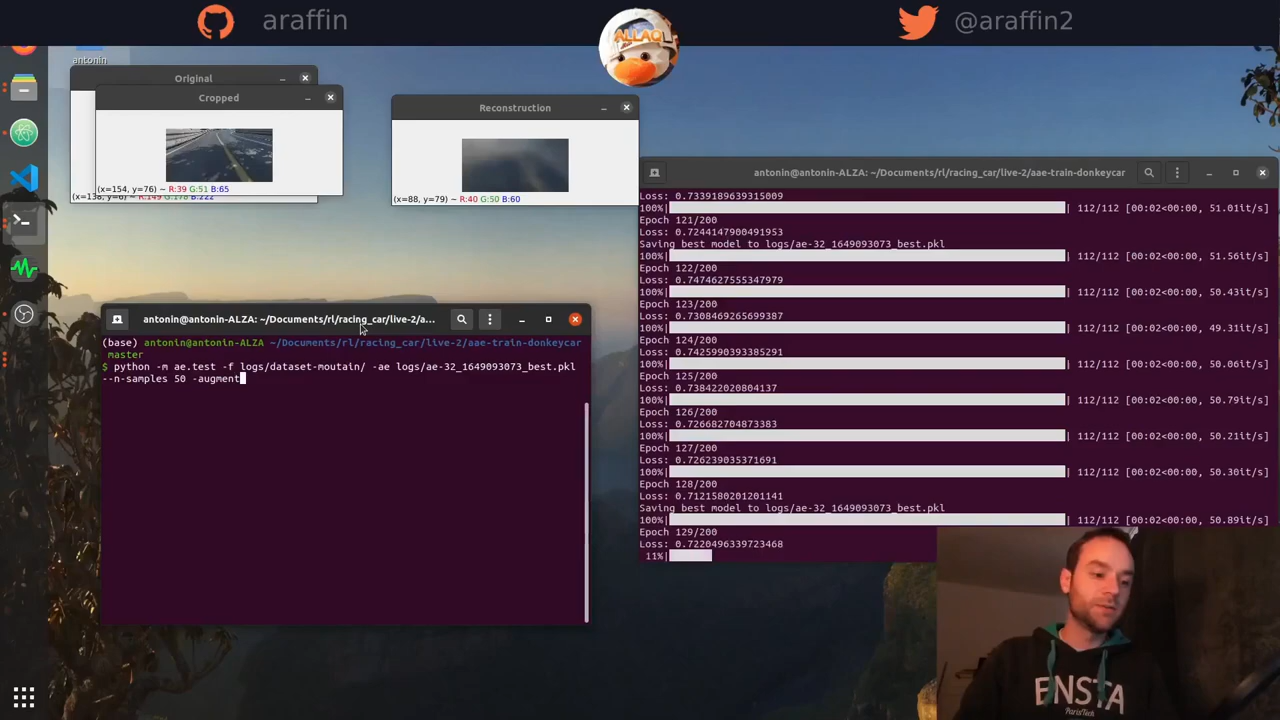 araffin
ALLAQI
@araffin2
antonin
Original
Cropped
(x=154, y=76) ~ R:39 G:51 B:65
(x=138, y=6) ~ R:149 G:178 B:222
Reconstruction
(x=88, y=79) ~ R:40 G:50 B:60
antonin@antonin-ALZA: ~/Documents/rl/racing_car/live-2/a...
(base) antonin@antonin-ALZA ~/Documents/rl/racing_car/live-2/aae-train-donkeycar
master
$ python -m ae.test -f logs/dataset-moutain/ -ae logs/ae-32_1649093073_best.pkl
--n-samples 50 -augment
antonin@antonin-ALZA: ~/Documents/rl/racing_car/live-2/aae-train-donkeycar
Loss: 0.7339189639315009
100%| | 112/112 [00:02<00:00, 51.01it/s]
Epoch 121/200
Loss: 0.7244147900491953
Saving best model to logs/ae-32_1649093073_best.pkl
100%| | 112/112 [00:02<00:00, 51.56it/s]
Epoch 122/200
Loss: 0.7474627555347979
100%| | 112/112 [00:02<00:00, 50.43it/s]
Epoch 123/200
Loss: 0.7308469265699387
100%| | 112/112 [00:02<00:00, 49.31it/s]
Epoch 124/200
Loss: 0.7425990393385291
100%| | 112/112 [00:02<00:00, 50.06it/s]
Epoch 125/200
Loss: 0.738422020804137
100%| | 112/112 [00:02<00:00, 50.79it/s]
Epoch 126/200
Loss: 0.726682704873383
100%| | 112/112 [00:02<00:00, 50.21it/s]
Epoch 127/200
Loss: 0.726239035371691
100%| | 112/112 [00:02<00:00, 50.30it/s]
Epoch 128/200
Loss: 0.7121580201201141
Saving best model to logs/ae-32_1649093073_best.pkl
100%| | 112/112 [00:02<00:00, 50.89it/s]
Epoch 129/200
Loss: 0.7220496339723468
11%|
ENSTA
ParisTech